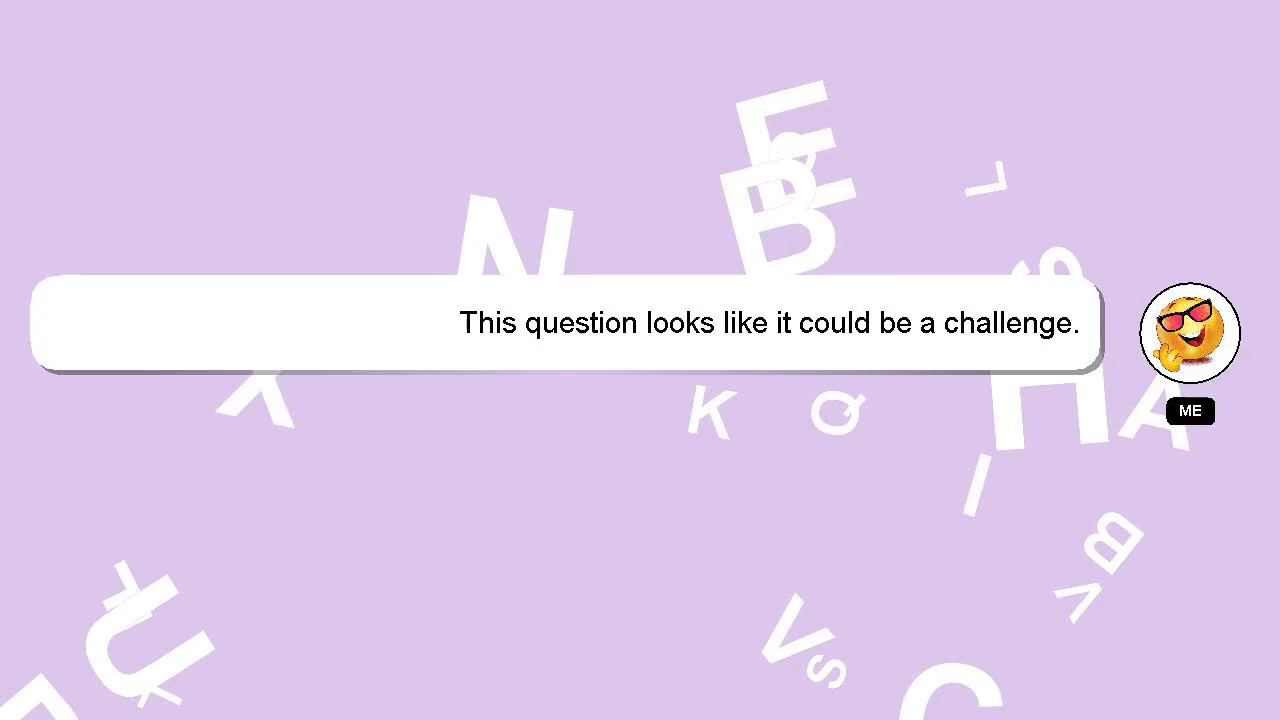 This question looks like it could be a challenge.
ME
E
B
L
N
S
X
K
Q
H
A
I
B
V
U
V
S
C